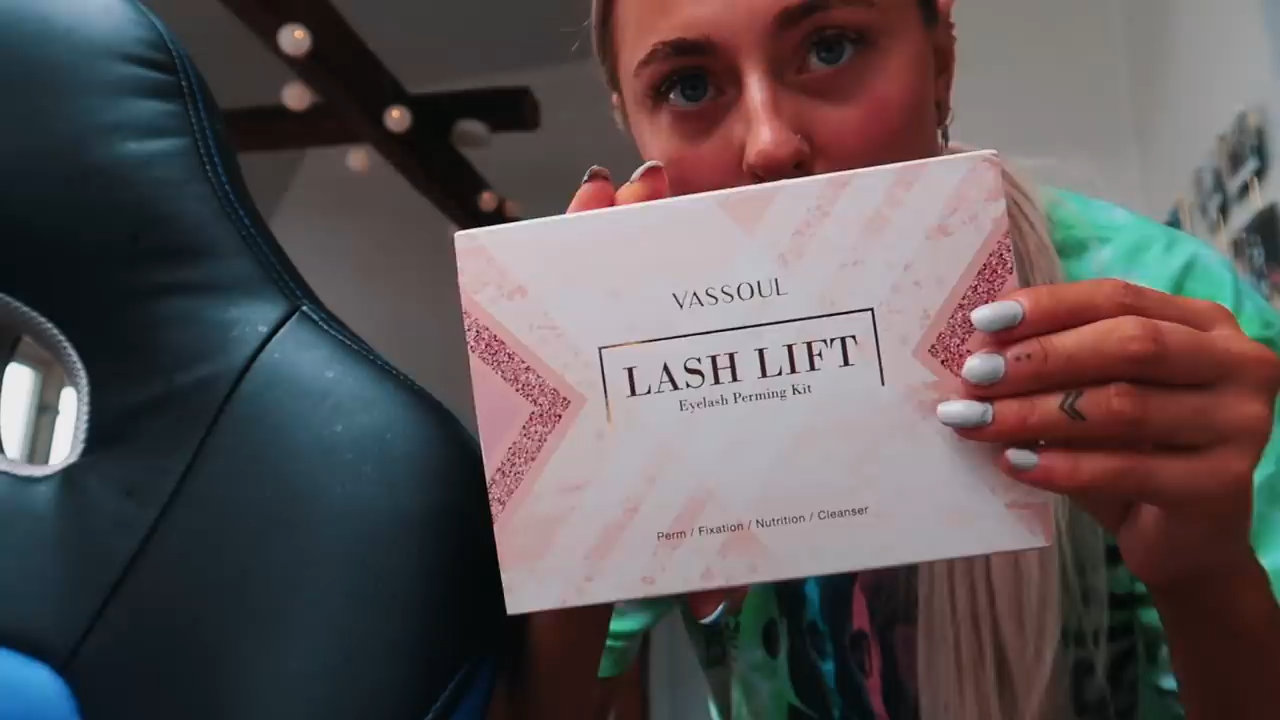 VASSOUL
LASH LIFT
Eyelash Perming Kit
Perm / Fixation / Nutrition / Cleanser